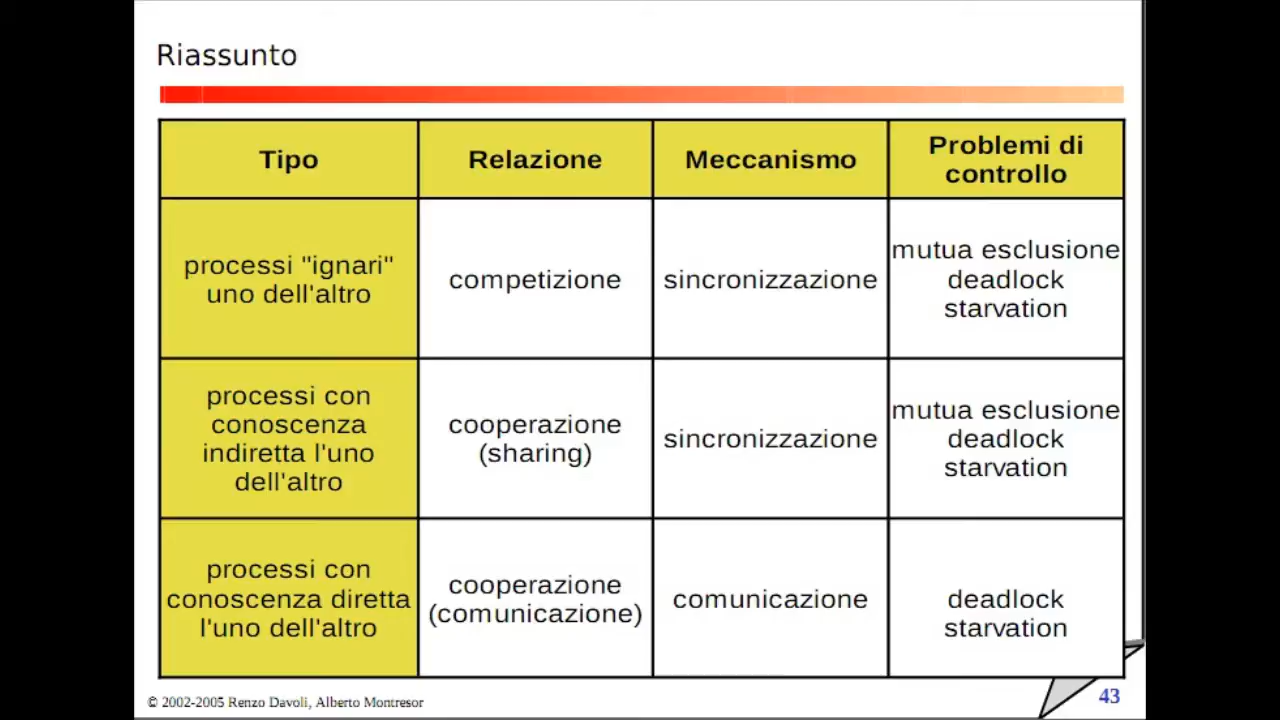 Riassunto
Tipo
Relazione
Meccanismo
Problemi di
controllo
processi "ignari"
uno dell'altro
competizione
sincronizzazione
mutua esclusione
deadlock
starvation
processi con
conoscenza
indiretta l'uno
dell'altro
cooperazione
(sharing)
sincronizzazione
mutua esclusione
deadlock
starvation
processi con
conoscenza diretta
l'uno dell'altro
cooperazione
(comunicazione)
comunicazione
deadlock
starvation
© 2002-2005 Renzo Davoli, Alberto Montresor
43